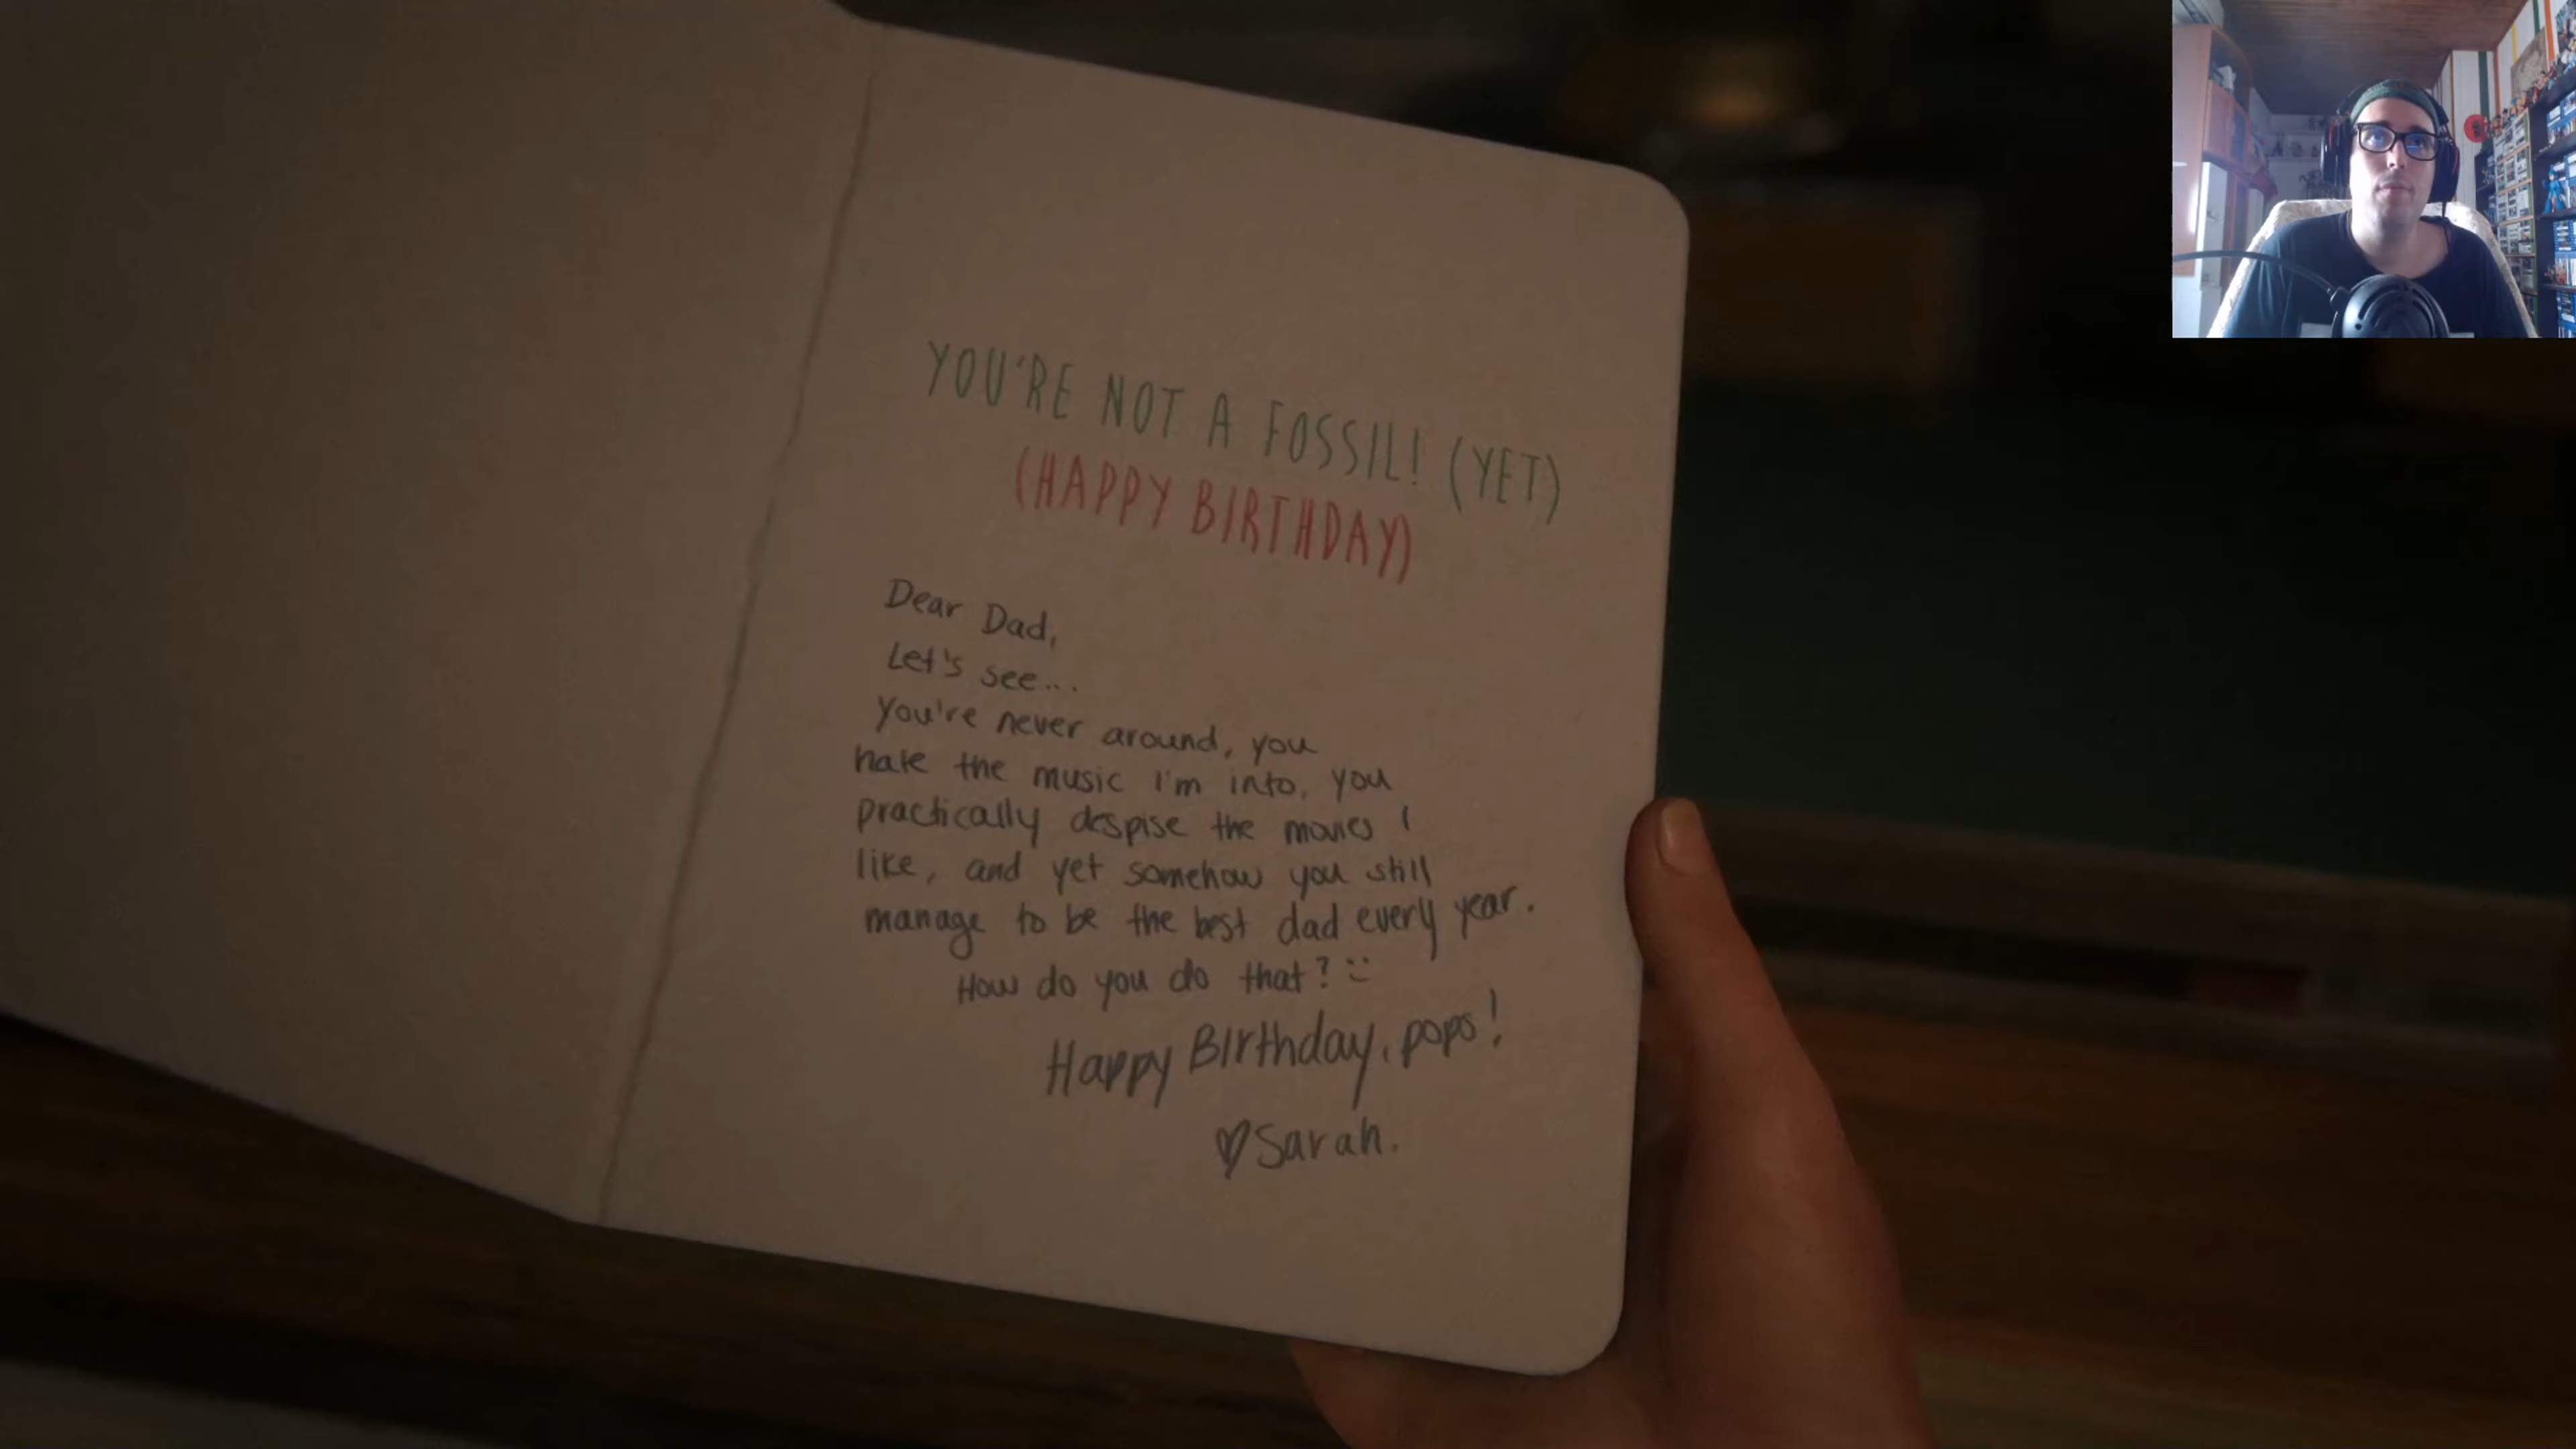 YOU'RE NOT A FOSSIL! (YET)
(HAPPY BIRTHDAY)
Dear Dad,
Let's see...
you're never around, you
hate the music I'm into, you
practically despise the movies I
like, and yet somehow you still
manage to be the best dad every year.
How do you do that? :)
Happy Birthday, pops!
♡Sarah.